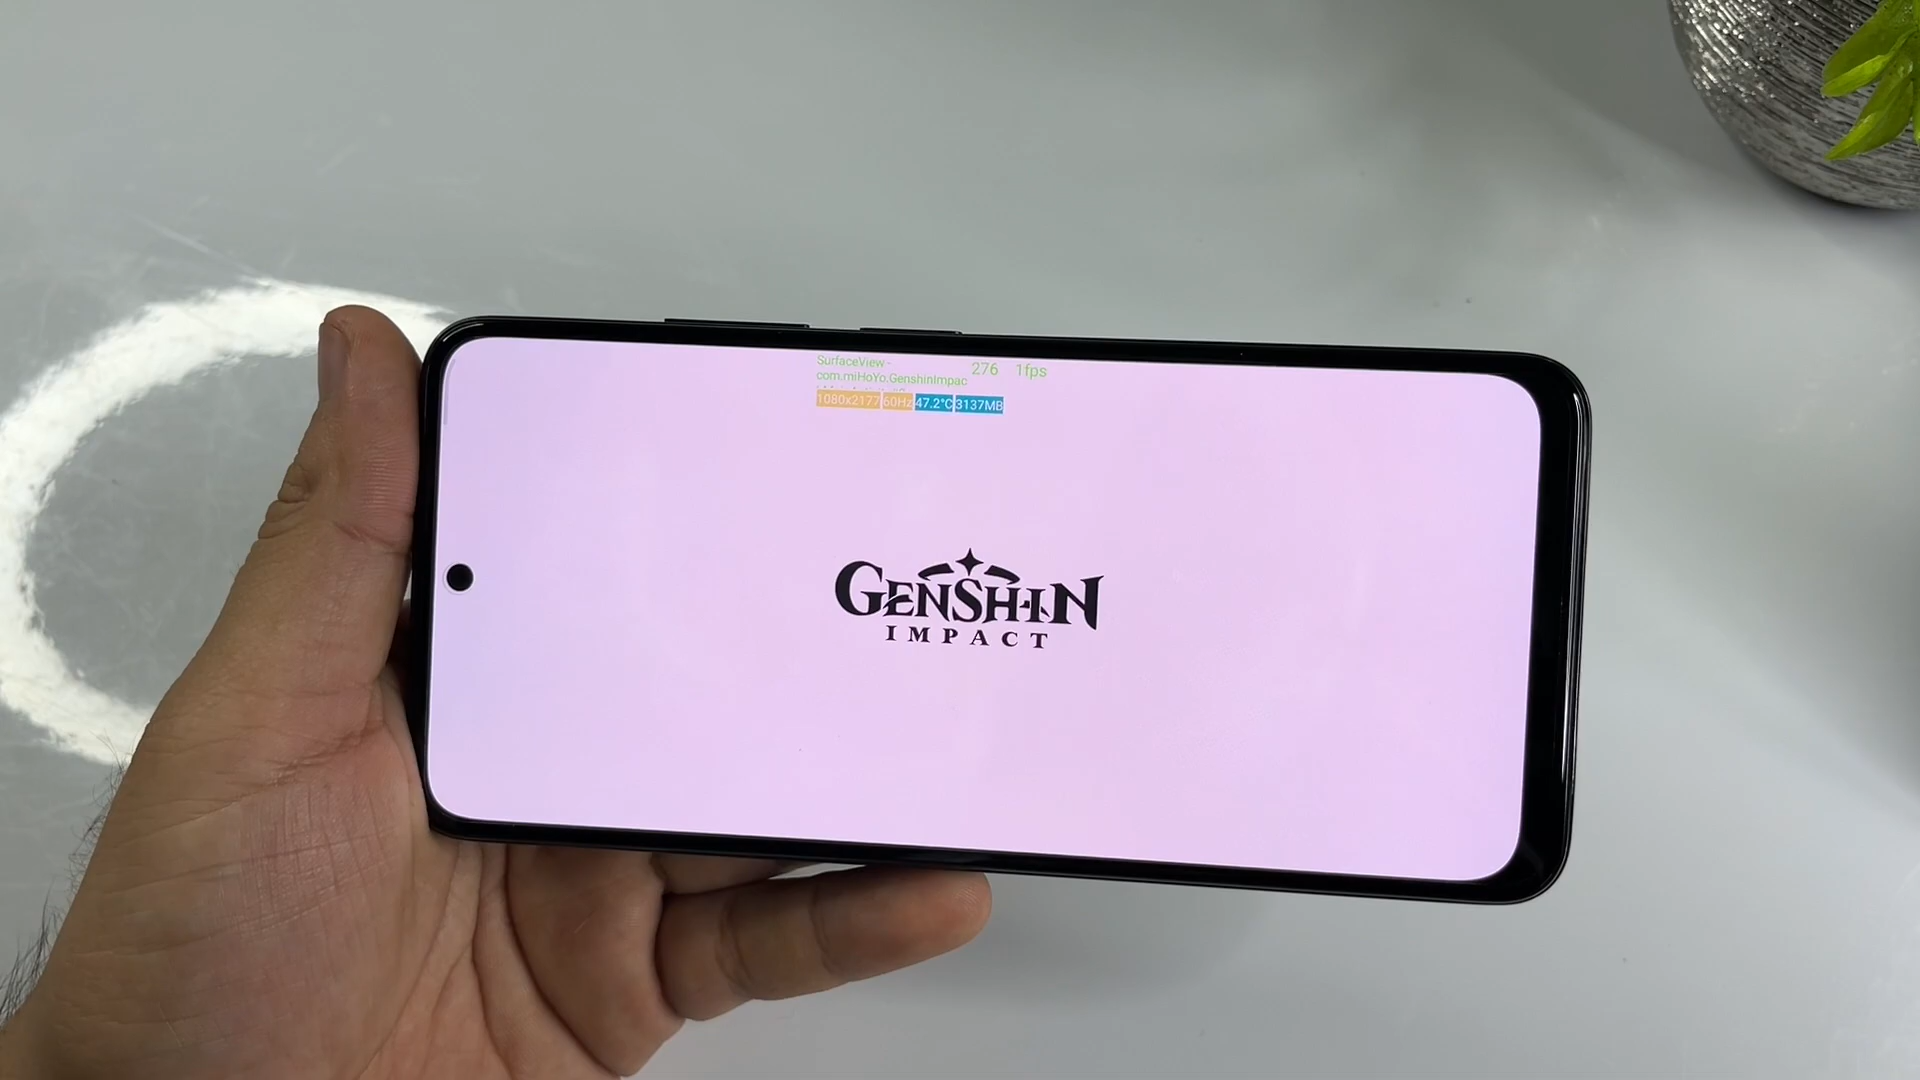 SurfaceView -
276 1fps
com.miHoYo.GenshinImpac
1080x2177 60Hz 47.2°C 3137MB
GENSHIN
IMPACT